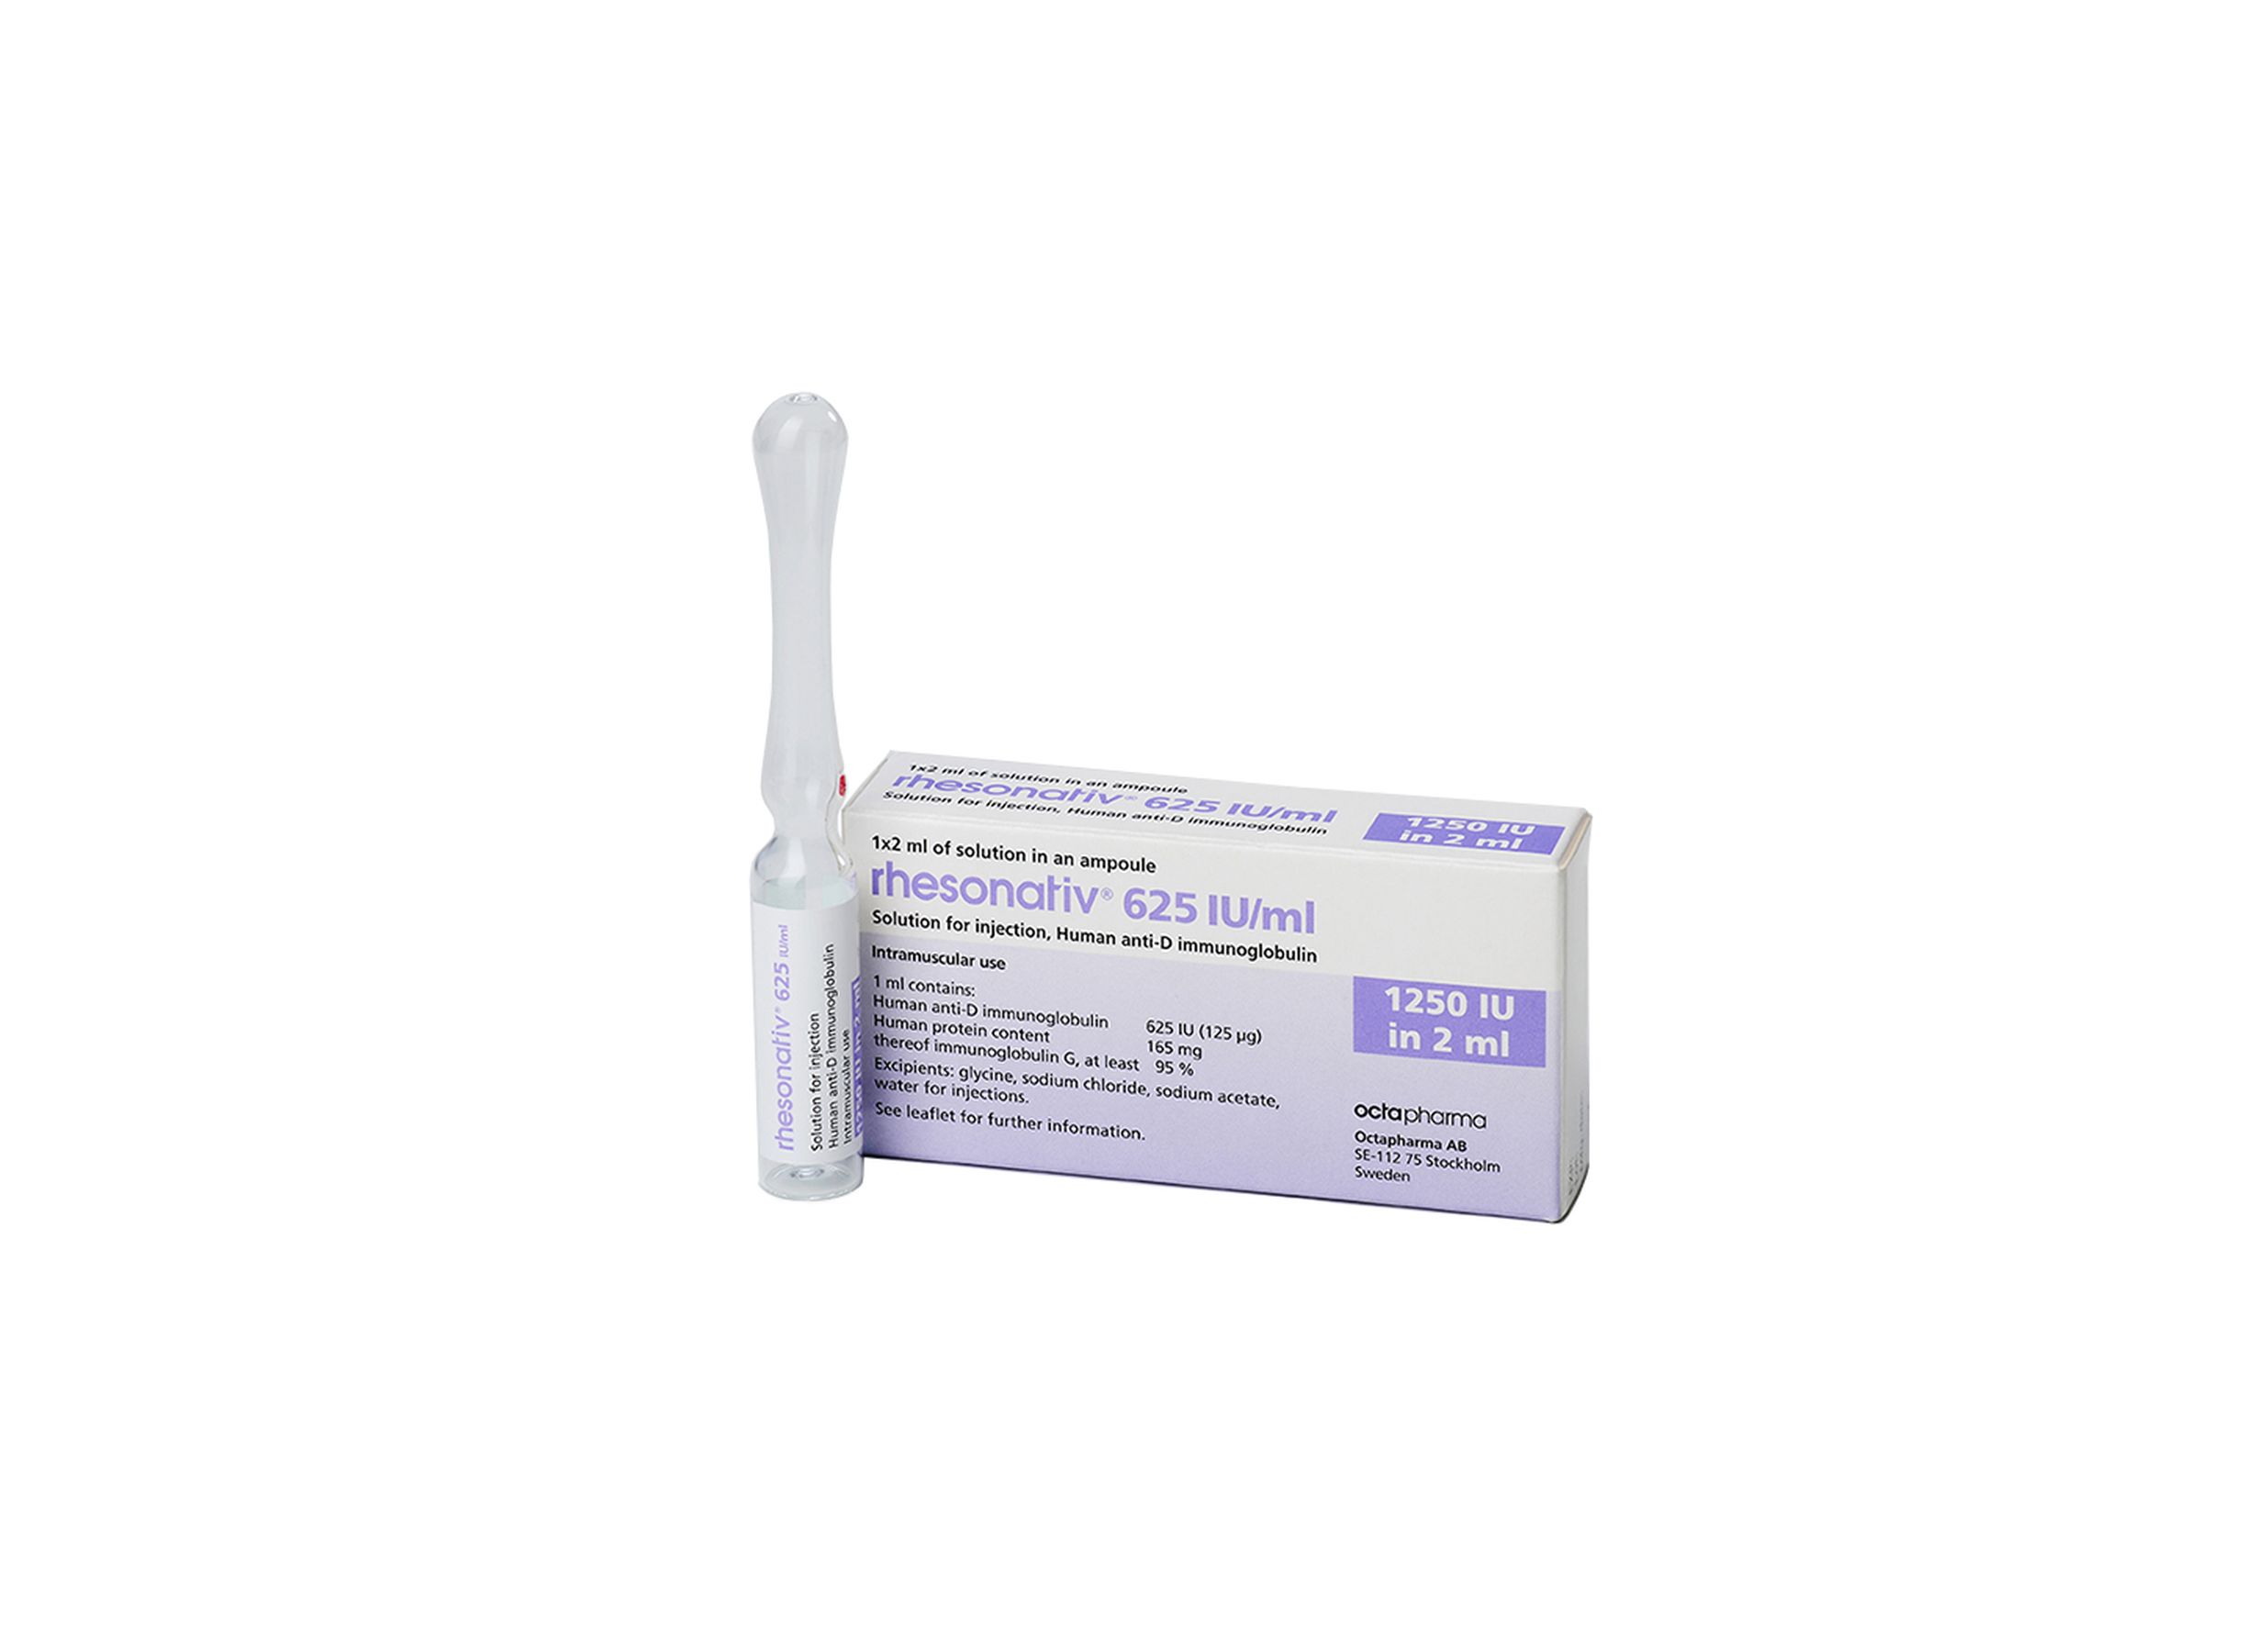 1x2 ml of solution in an ampoule
rhesonativ® 625 IU/ml
Solution for injection, Human anti-D immunoglobulin
1250 IU
in 2 ml
1x2 ml of solution in an ampoule
rhesonativ® 625 IU/ml
Solution for injection, Human anti-D immunoglobulin
Intramuscular use
1 ml contains:
Human anti-D immunoglobulin 625 IU (125 µg)
Human protein content 165 mg
thereof immunoglobulin G, at least 95 %
Excipients: glycine, sodium chloride, sodium acetate,
water for injections.
See leaflet for further information.
1250 IU
in 2 ml
octapharma
Octapharma AB
SE-112 75 Stockholm
Sweden
rhesonativ® 625 IU/ml
Solution for injection
Human anti-D immunoglobulin
Intramuscular use
1250 IU in 2 ml